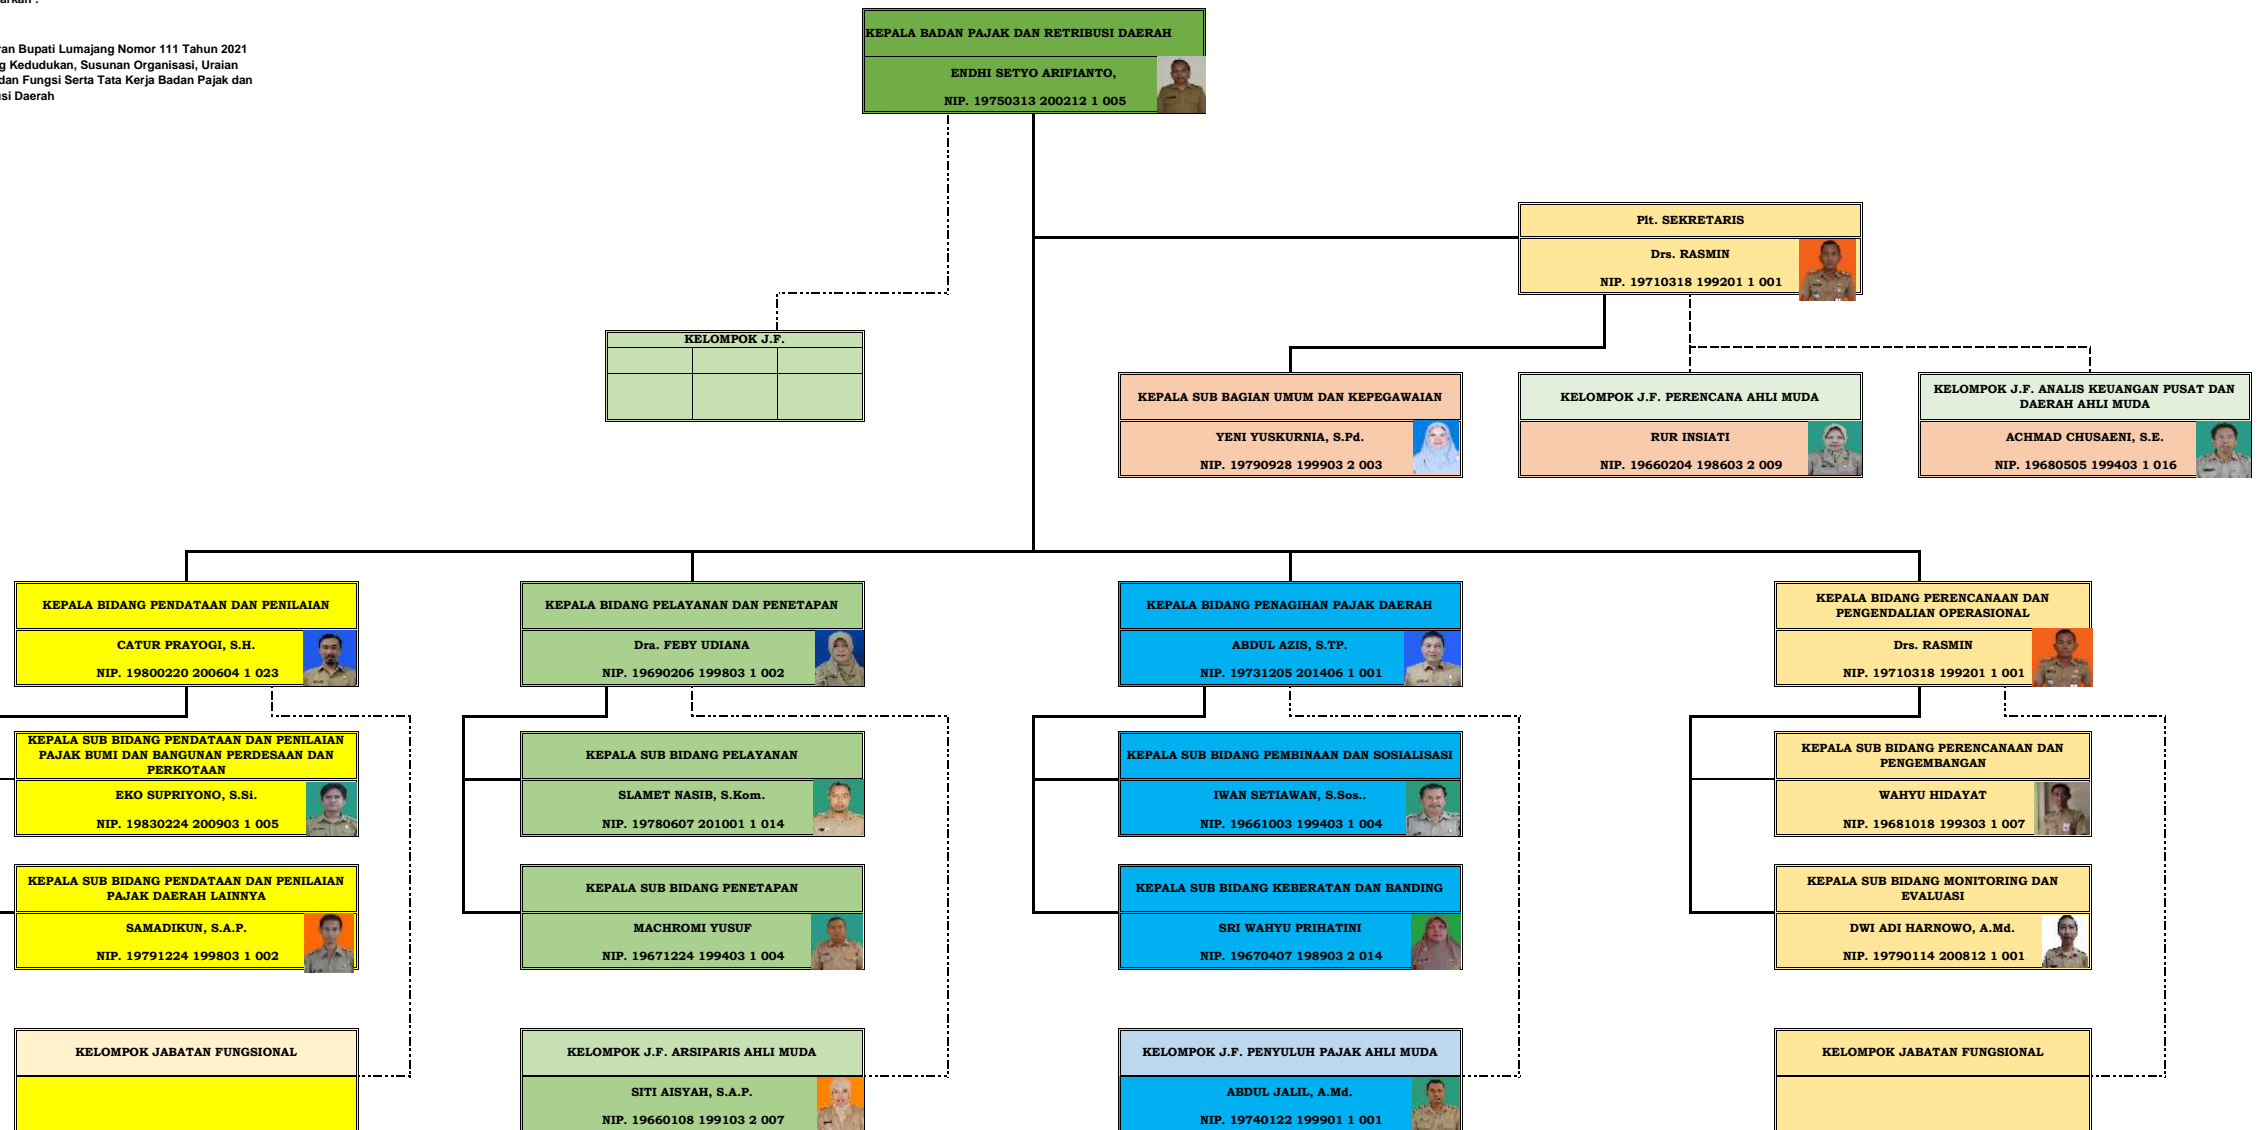 ran Bupati Lumajang Nomor 111 Tahun 2021
g Kedudukan, Susunan Organisasi, Uraian
dan Fungsi Serta Tata Kerja Badan Pajak dan
usi Daerah
KEPALA BADAN PAJAK DAN RETRIBUSI DAERAH
ENDHI SETYO ARIFIANTO,
NIP. 19750313 200212 1 005
Plt. SEKRETARIS
Drs. RASMIN
NIP. 19710318 199201 1 001
KELOMPOK J.F.
KEPALA SUB BAGIAN UMUM DAN KEPEGAWAIAN
YENI YUSKURNIA, S.Pd.
NIP. 19790928 199903 2 003
KELOMPOK J.F. PERENCANA AHLI MUDA
RUR INSIATI
NIP. 19660204 198603 2 009
KELOMPOK J.F. ANALIS KEUANGAN PUSAT DAN
DAERAH AHLI MUDA
ACHMAD CHUSAENI, S.E.
NIP. 19680505 199403 1 016
KEPALA BIDANG PENDATAAN DAN PENILAIAN
CATUR PRAYOGI, S.H.
NIP. 19800220 200604 1 023
KEPALA BIDANG PELAYANAN DAN PENETAPAN
Dra. FEBY UDIANA
NIP. 19690206 199803 1 002
KEPALA BIDANG PENAGIHAN PAJAK DAERAH
ABDUL AZIS, S.TP.
NIP. 19731205 201406 1 001
KEPALA BIDANG PERENCANAAN DAN
PENGENDALIAN OPERASIONAL
Drs. RASMIN
NIP. 19710318 199201 1 001
KEPALA SUB BIDANG PENDATAAN DAN PENILAIAN
PAJAK BUMI DAN BANGUNAN PERDESAAN DAN
PERKOTAAN
EKO SUPRIYONO, S.Si.
NIP. 19830224 200903 1 005
KEPALA SUB BIDANG PELAYANAN
SLAMET NASIB, S.Kom.
NIP. 19780607 201001 1 014
KEPALA SUB BIDANG PEMBINAAN DAN SOSIALISASI
IWAN SETIAWAN, S.Sos..
NIP. 19661003 199403 1 004
KEPALA SUB BIDANG PERENCANAAN DAN
PENGEMBANGAN
WAHYU HIDAYAT
NIP. 19681018 199303 1 007
KEPALA SUB BIDANG PENDATAAN DAN PENILAIAN
PAJAK DAERAH LAINNYA
SAMADIKUN, S.A.P.
NIP. 19791224 199803 1 002
KEPALA SUB BIDANG PENETAPAN
MACHROMI YUSUF
NIP. 19671224 199403 1 004
KEPALA SUB BIDANG KEBERATAN DAN BANDING
SRI WAHYU PRIHATINI
NIP. 19670407 198903 2 014
KEPALA SUB BIDANG MONITORING DAN
EVALUASI
DWI ADI HARNOWO, A.Md.
NIP. 19790114 200812 1 001
KELOMPOK JABATAN FUNGSIONAL
KELOMPOK J.F. ARSIPARIS AHLI MUDA
SITI AISYAH, S.A.P.
NIP. 19660108 199103 2 007
KELOMPOK J.F. PENYULUH PAJAK AHLI MUDA
ABDUL JALIL, A.Md.
NIP. 19740122 199901 1 001
KELOMPOK JABATAN FUNGSIONAL